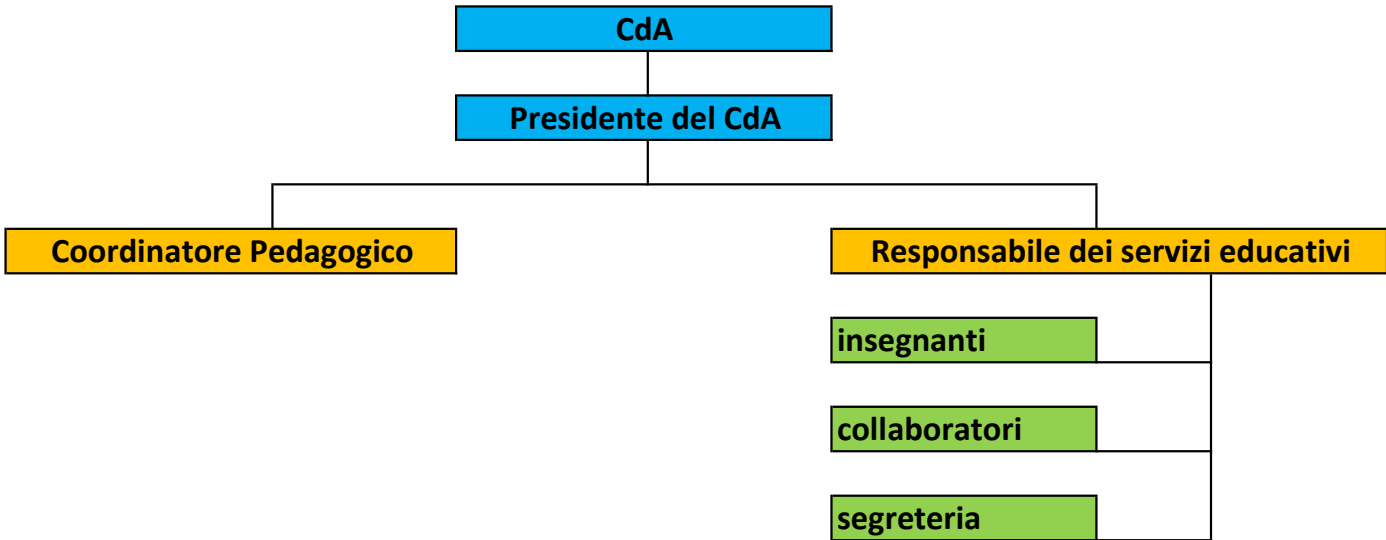 CdA
Presidente del CdA
Coordinatore Pedagogico
Responsabile dei servizi educativi
insegnanti
collaboratori
segreteria